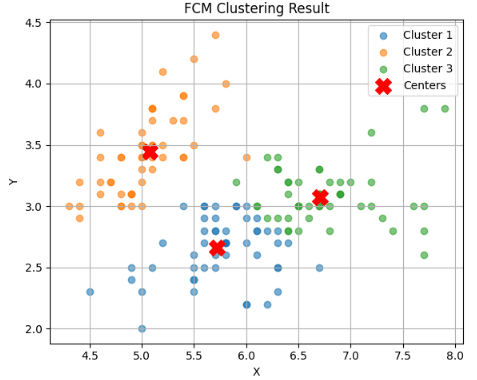 FCM Clustering Result
Cluster 1
Cluster 2
Cluster 3
Centers
4.5
4.0
3.5
3.0
2.5
2.0
Y
4.5 5.0 5.5 6.0 6.5 7.0 7.5 8.0
X